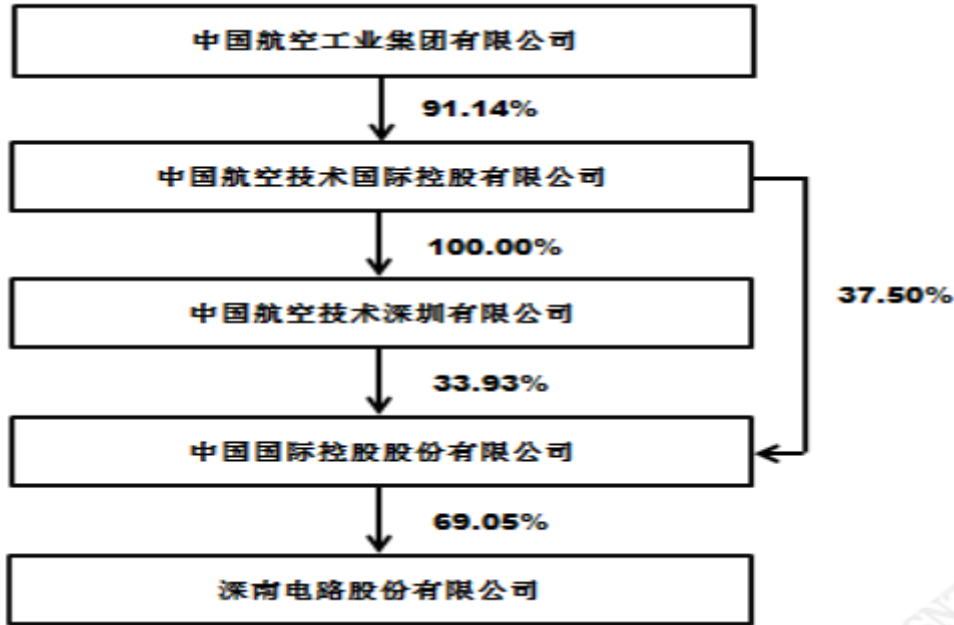 中国航空工业集团有限公司
91.14%
中国航空技术国际控股有限公司
100.00%
37.50%
中国航空技术深圳有限公司
33.93%
中国国际控股股份有限公司
69.05%
深南电路股份有限公司